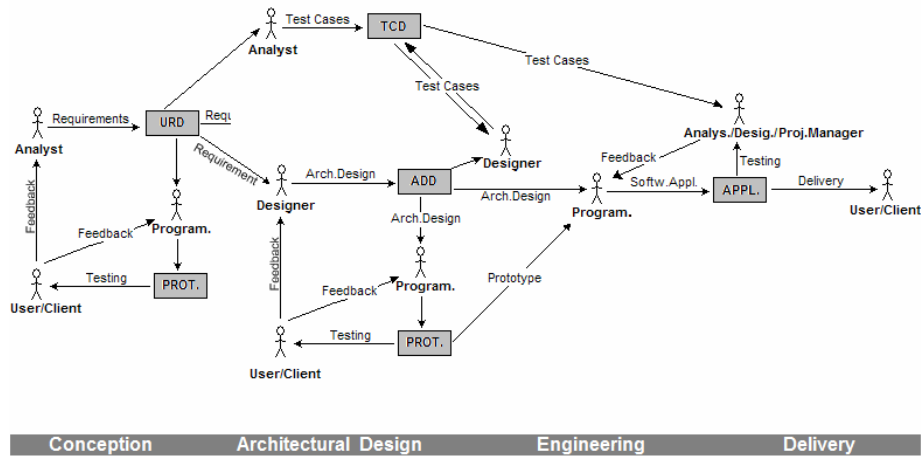 Test Cases
TCD
Analyst
Test Cases
Test Cases
Requirements
URD
Requ
Analyst
Analys./Desig./Proj.Manager
Requirement
Designer
Feedback
Testing
Arch.Design
ADD
Arch.Design
Softw.Appl.
APPL.
Delivery
Designer
Program.
User/Client
Feedback
Feedback
Program.
Arch.Design
Feedback
Testing
PROT.
Feedback
Program.
Prototype
User/Client
Testing
PROT.
User/Client
Conception Architectural Design Engineering Delivery